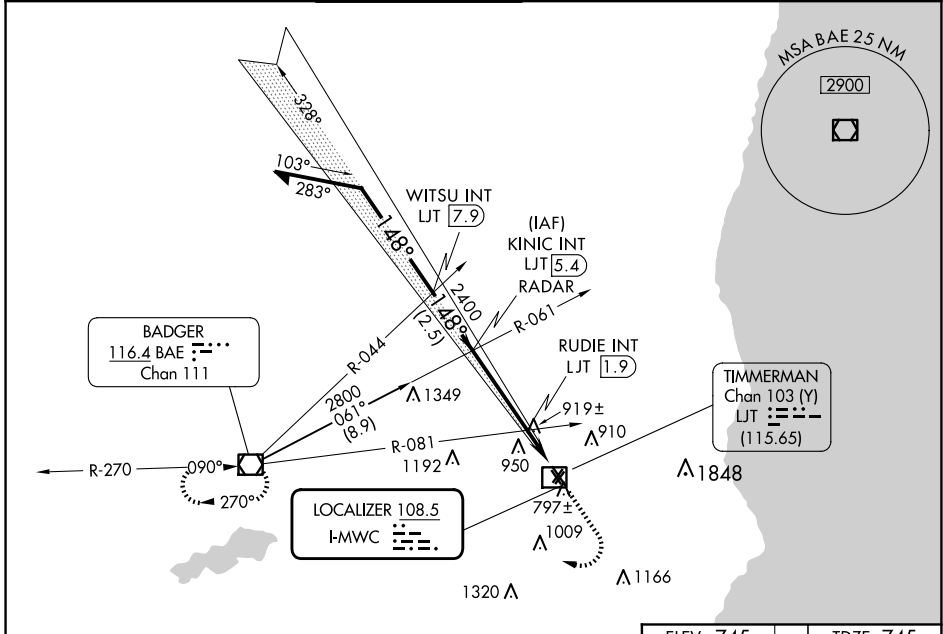 MSA BAE 25 NM
2900
328°
103°
283°
WITSU INT
LJT 7.9
(IAF)
KINIC INT
LJT 5.4
RADAR
148°
148°
2400
(2.5)
R-061
R-044
BADGER
116.4 BAE
Chan 111
RUDIE INT
LJT 1.9
TIMMERMAN
Chan 103 (Y)
LJT
(115.65)
2800
061°
(8.9)
1349
919±
R-081
910
1192
950
1848
R-270
090°
270°
LOCALIZER 108.5
I-MWC
797±
1009
1166
1320
ELEV 745
TDZE 745